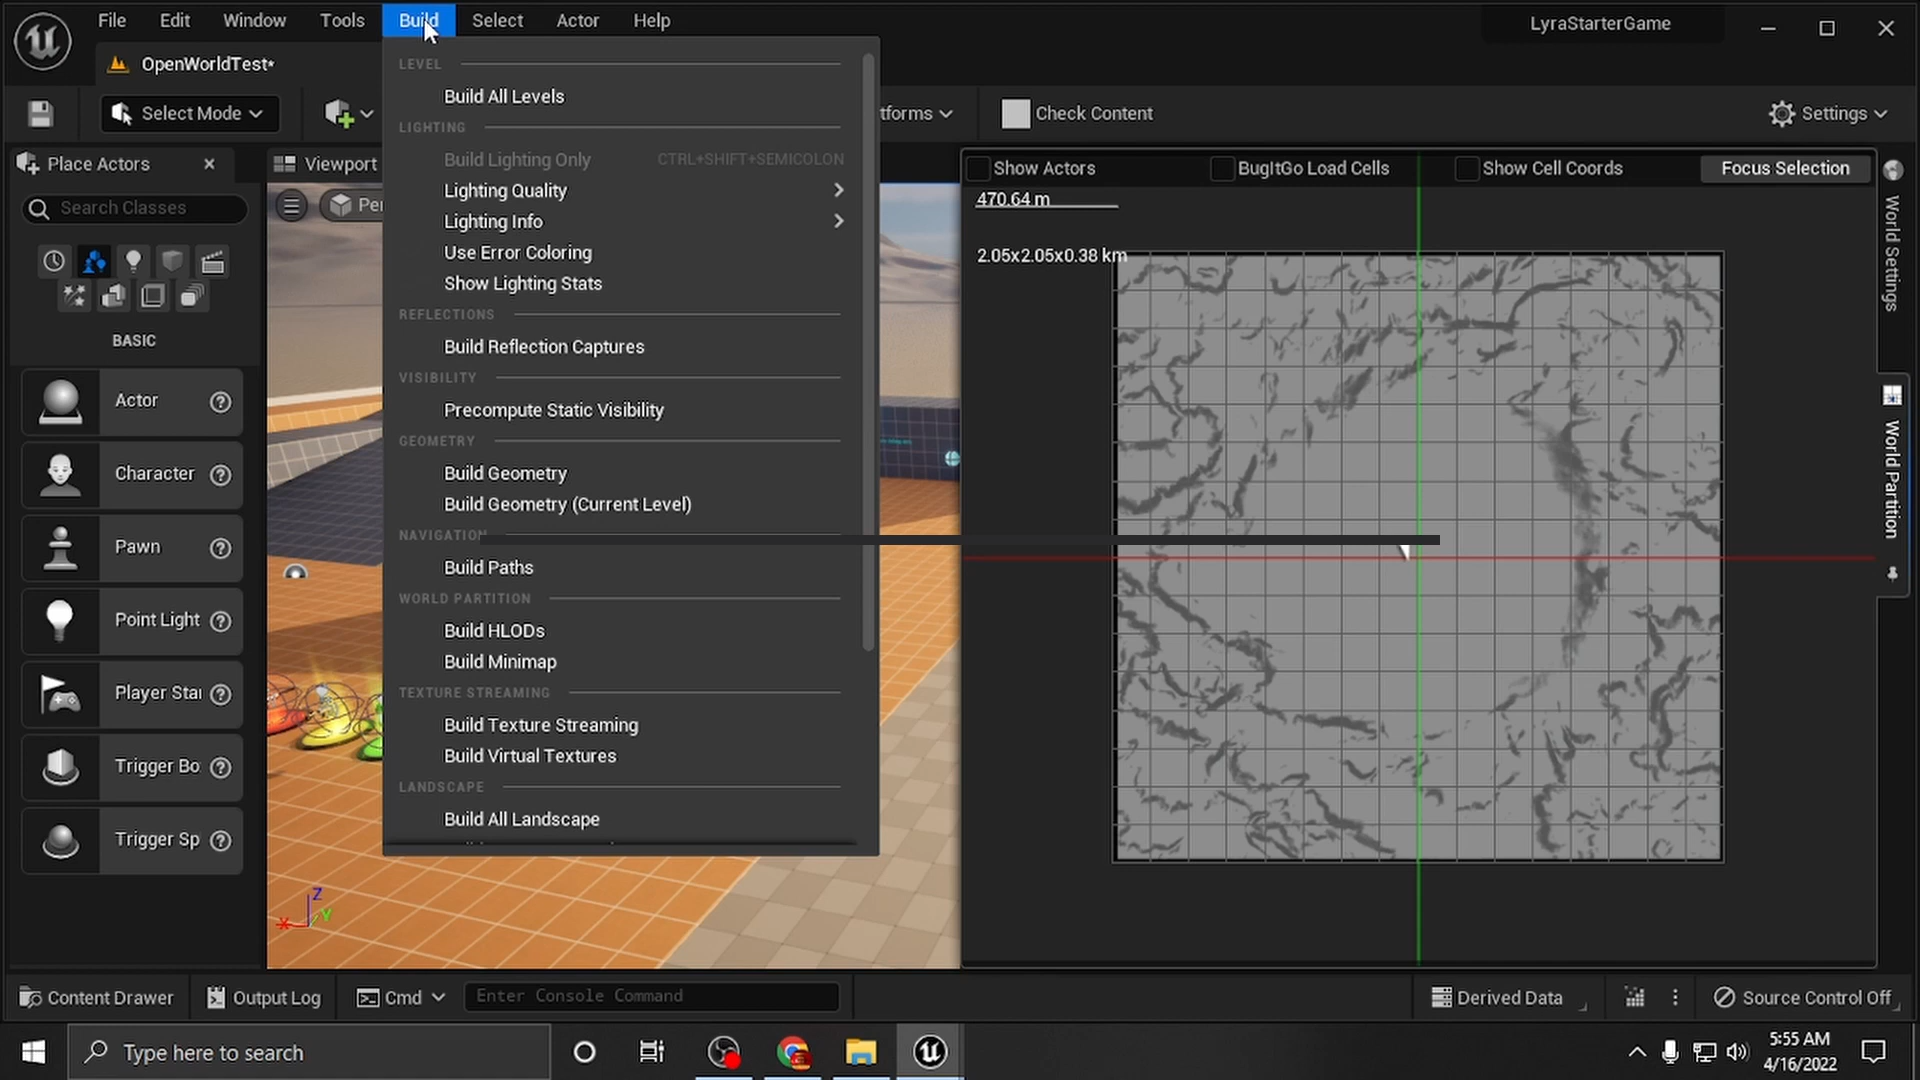 File Edit Window Tools Build Select Actor Help
LyraStarterGame
OpenWorldTest*
Select Mode
tforms
Check Content
Settings
Place Actors
Viewport
Search Classes
Per
BASIC
Actor
Character
Pawn
Point Light
Player Star
Trigger Bo
Trigger Sp
LEVEL
Build All Levels
LIGHTING
Build Lighting Only CTRL+SHIFT+SEMICOLON
Lighting Quality
Lighting Info
Use Error Coloring
Show Lighting Stats
REFLECTIONS
Build Reflection Captures
VISIBILITY
Precompute Static Visibility
GEOMETRY
Build Geometry
Build Geometry (Current Level)
NAVIGATION
Build Paths
WORLD PARTITION
Build HLODs
Build Minimap
TEXTURE STREAMING
Build Texture Streaming
Build Virtual Textures
LANDSCAPE
Build All Landscape
Z
X
Y
Show Actors
BugItGo Load Cells
Show Cell Coords
Focus Selection
470.64 m
2.05x2.05x0.38 km
World Settings
World Partition
Content Drawer
Output Log
Cmd
Enter Console Command
Derived Data
Source Control Off
Type here to search
5:55 AM
4/16/2022